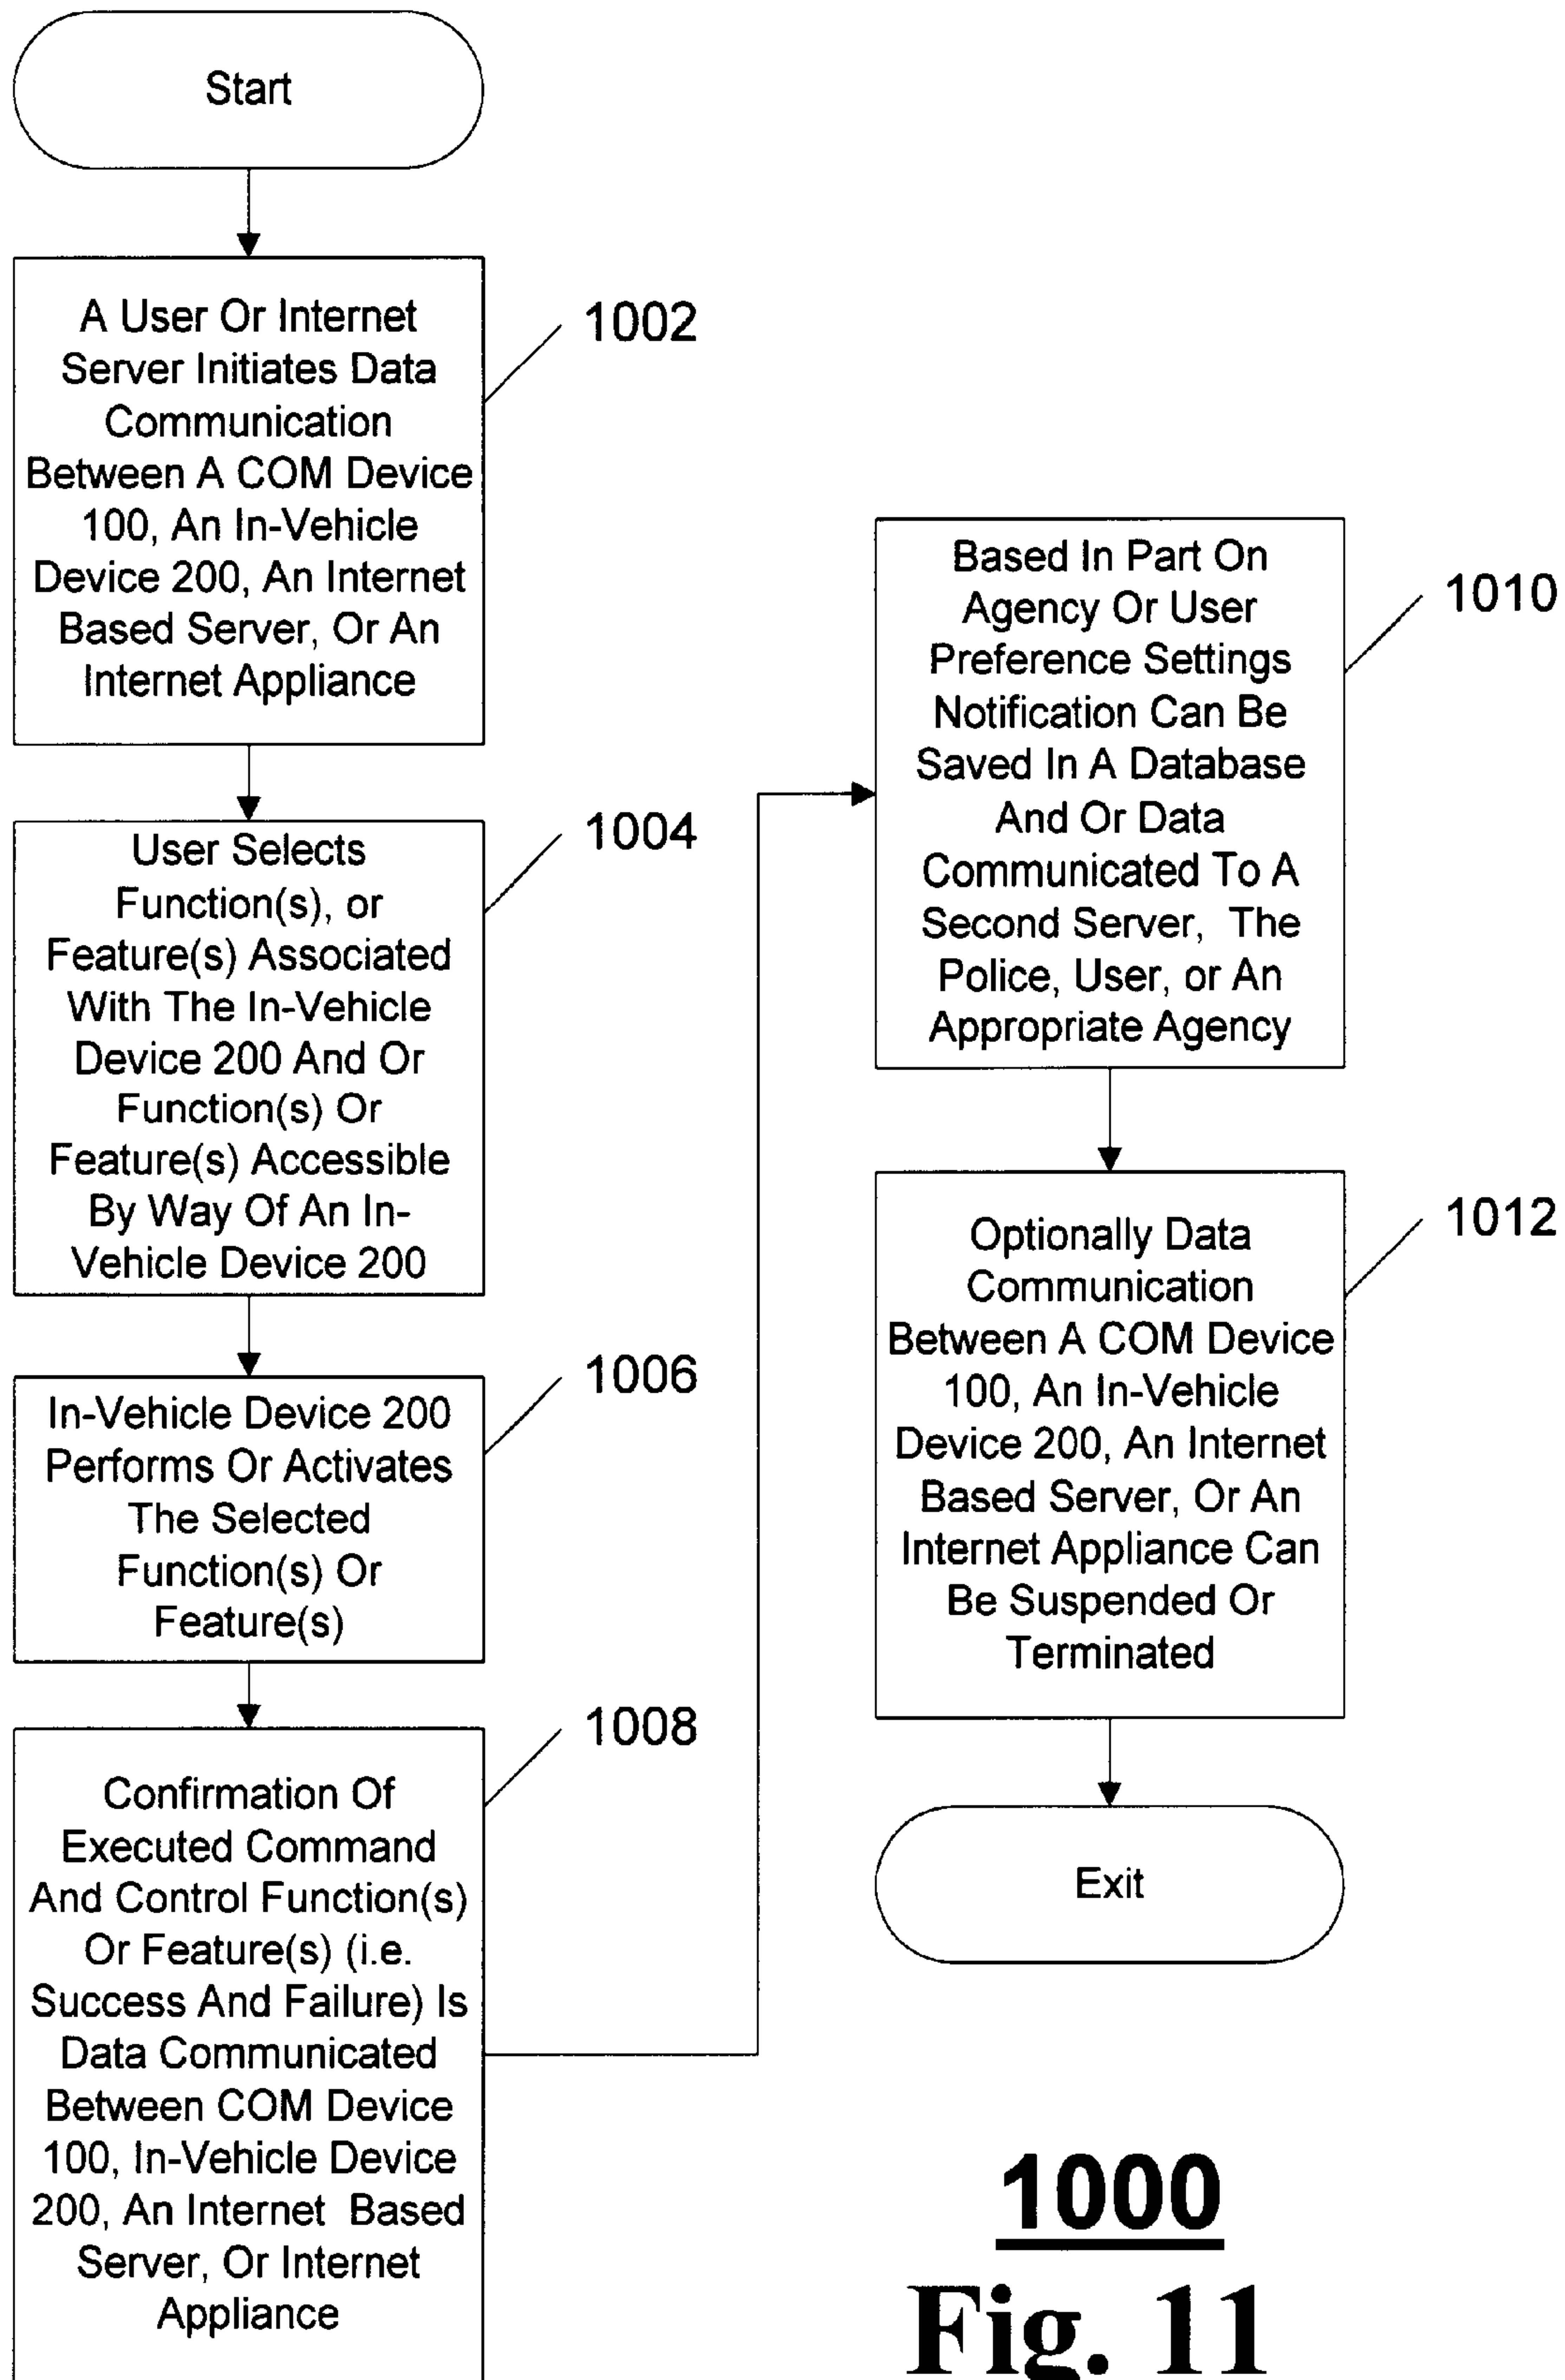 Start
A User Or Internet
Server Initiates Data
Communication
Between A COM Device
100, An In-Vehicle
Device 200, An Internet
Based Server, Or An
Internet Appliance
1002
User Selects
Function(s), or
Feature(s) Associated
With The In-Vehicle
Device 200 And Or
Function(s) Or
Feature(s) Accessible
By Way Of An In-
Vehicle Device 200
1004
In-Vehicle Device 200
Performs Or Activates
The Selected
Function(s) Or
Feature(s)
1006
Confirmation Of
Executed Command
And Control Function(s)
Or Feature(s) (i.e.
Success And Failure) Is
Data Communicated
Between COM Device
100, In-Vehicle Device
200, An Internet Based
Server, Or Internet
Appliance
1008
Based In Part On
Agency Or User
Preference Settings
Notification Can Be
Saved In A Database
And Or Data
Communicated To A
Second Server, The
Police, User, or An
Appropriate Agency
1010
Optionally Data
Communication
Between A COM Device
100, An In-Vehicle
Device 200, An Internet
Based Server, Or An
Internet Appliance Can
Be Suspended Or
Terminated
1012
Exit
1000
Fig. 11